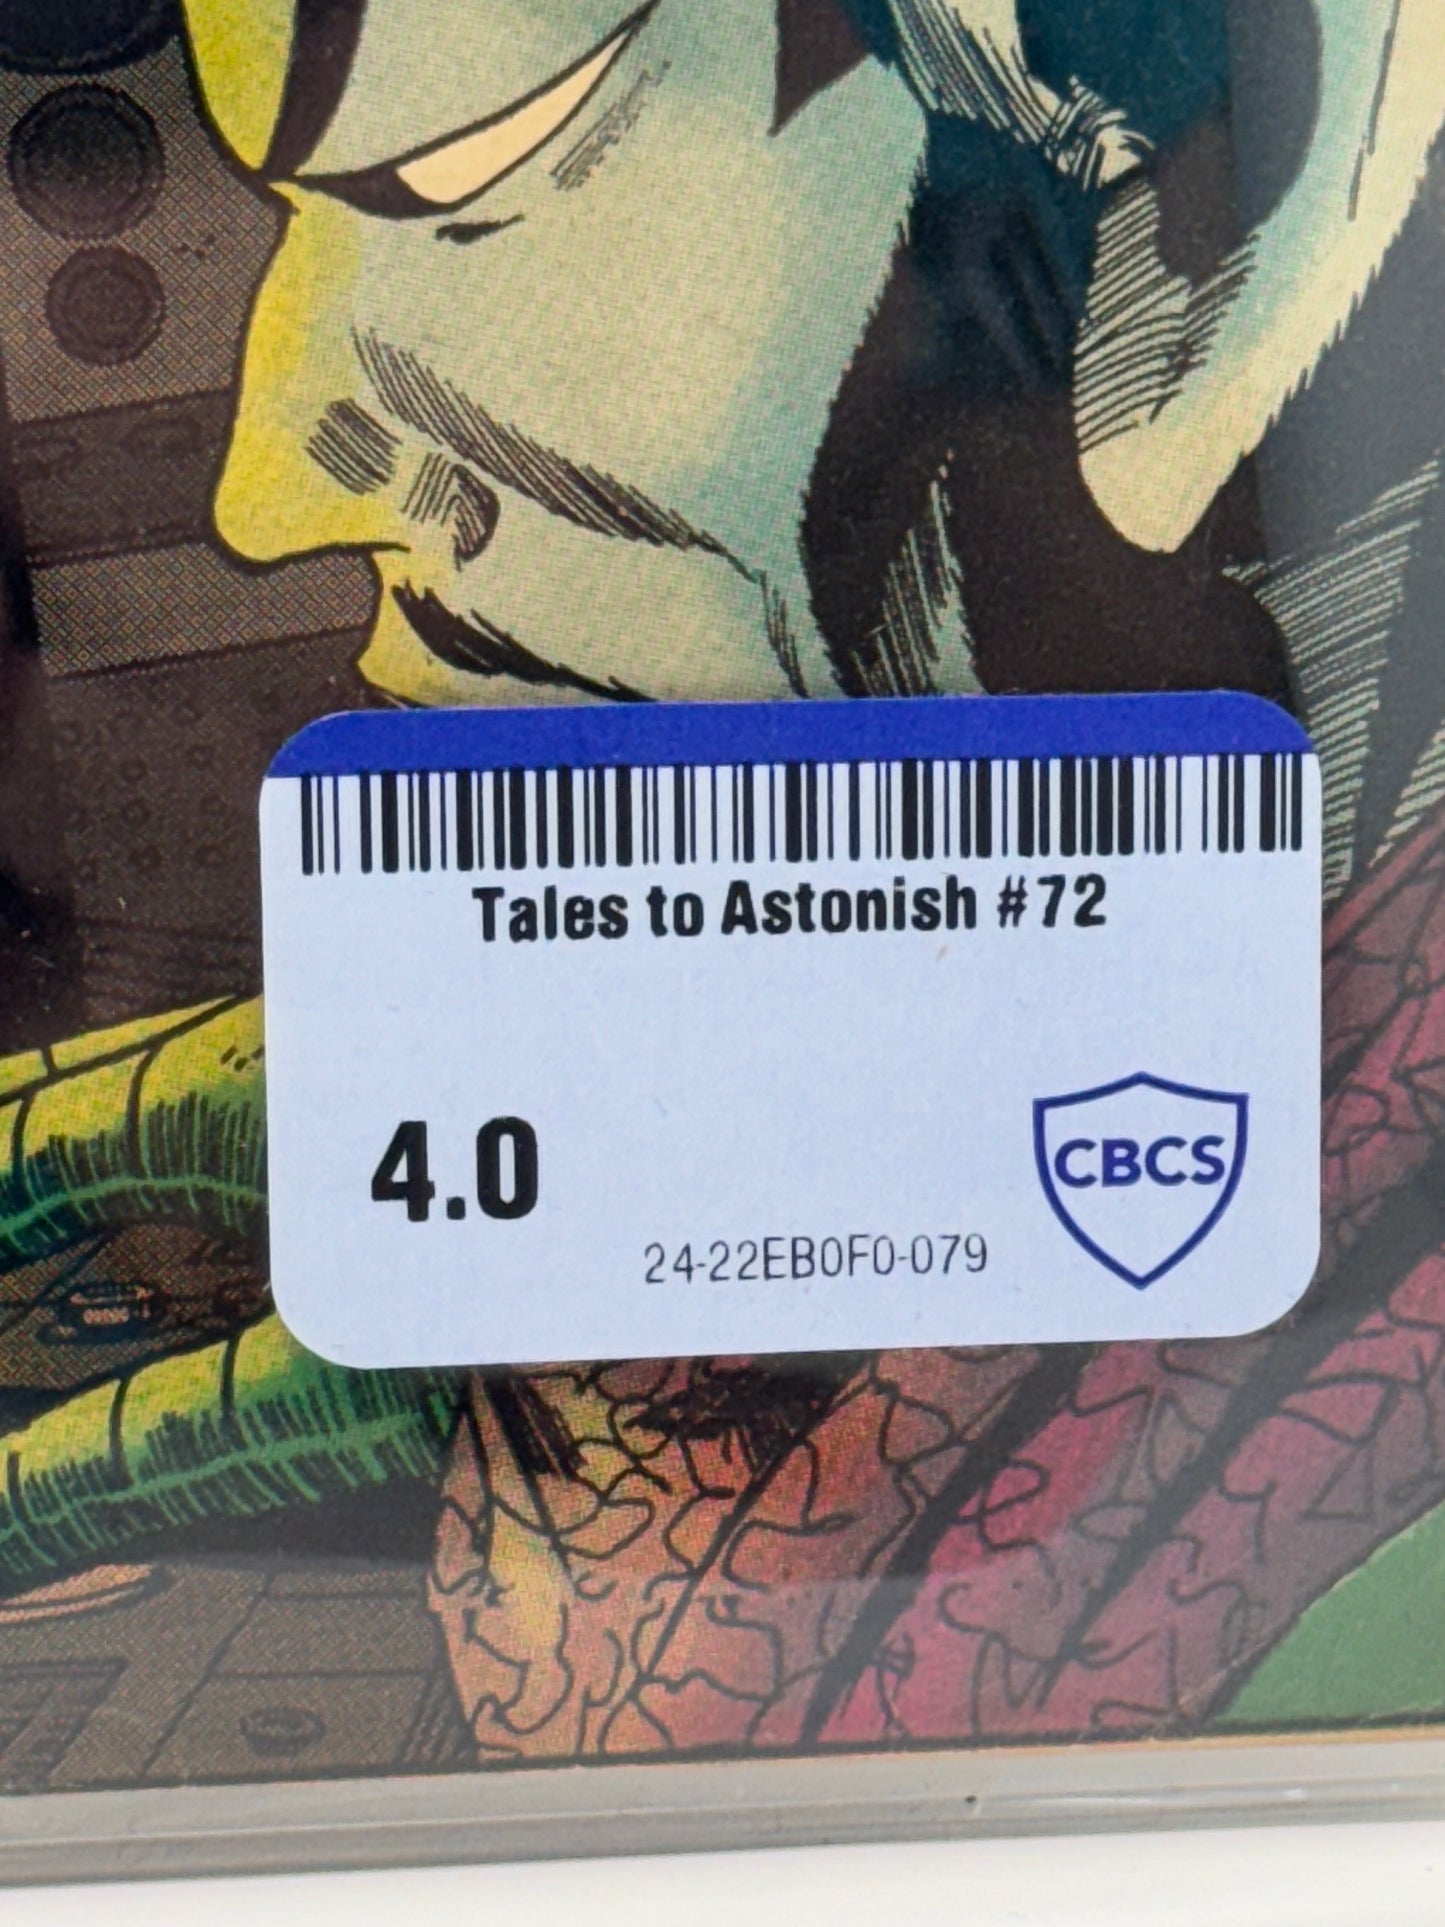 Tales to Astonish #72
4.0
CBCS
24-22EB0F0-079